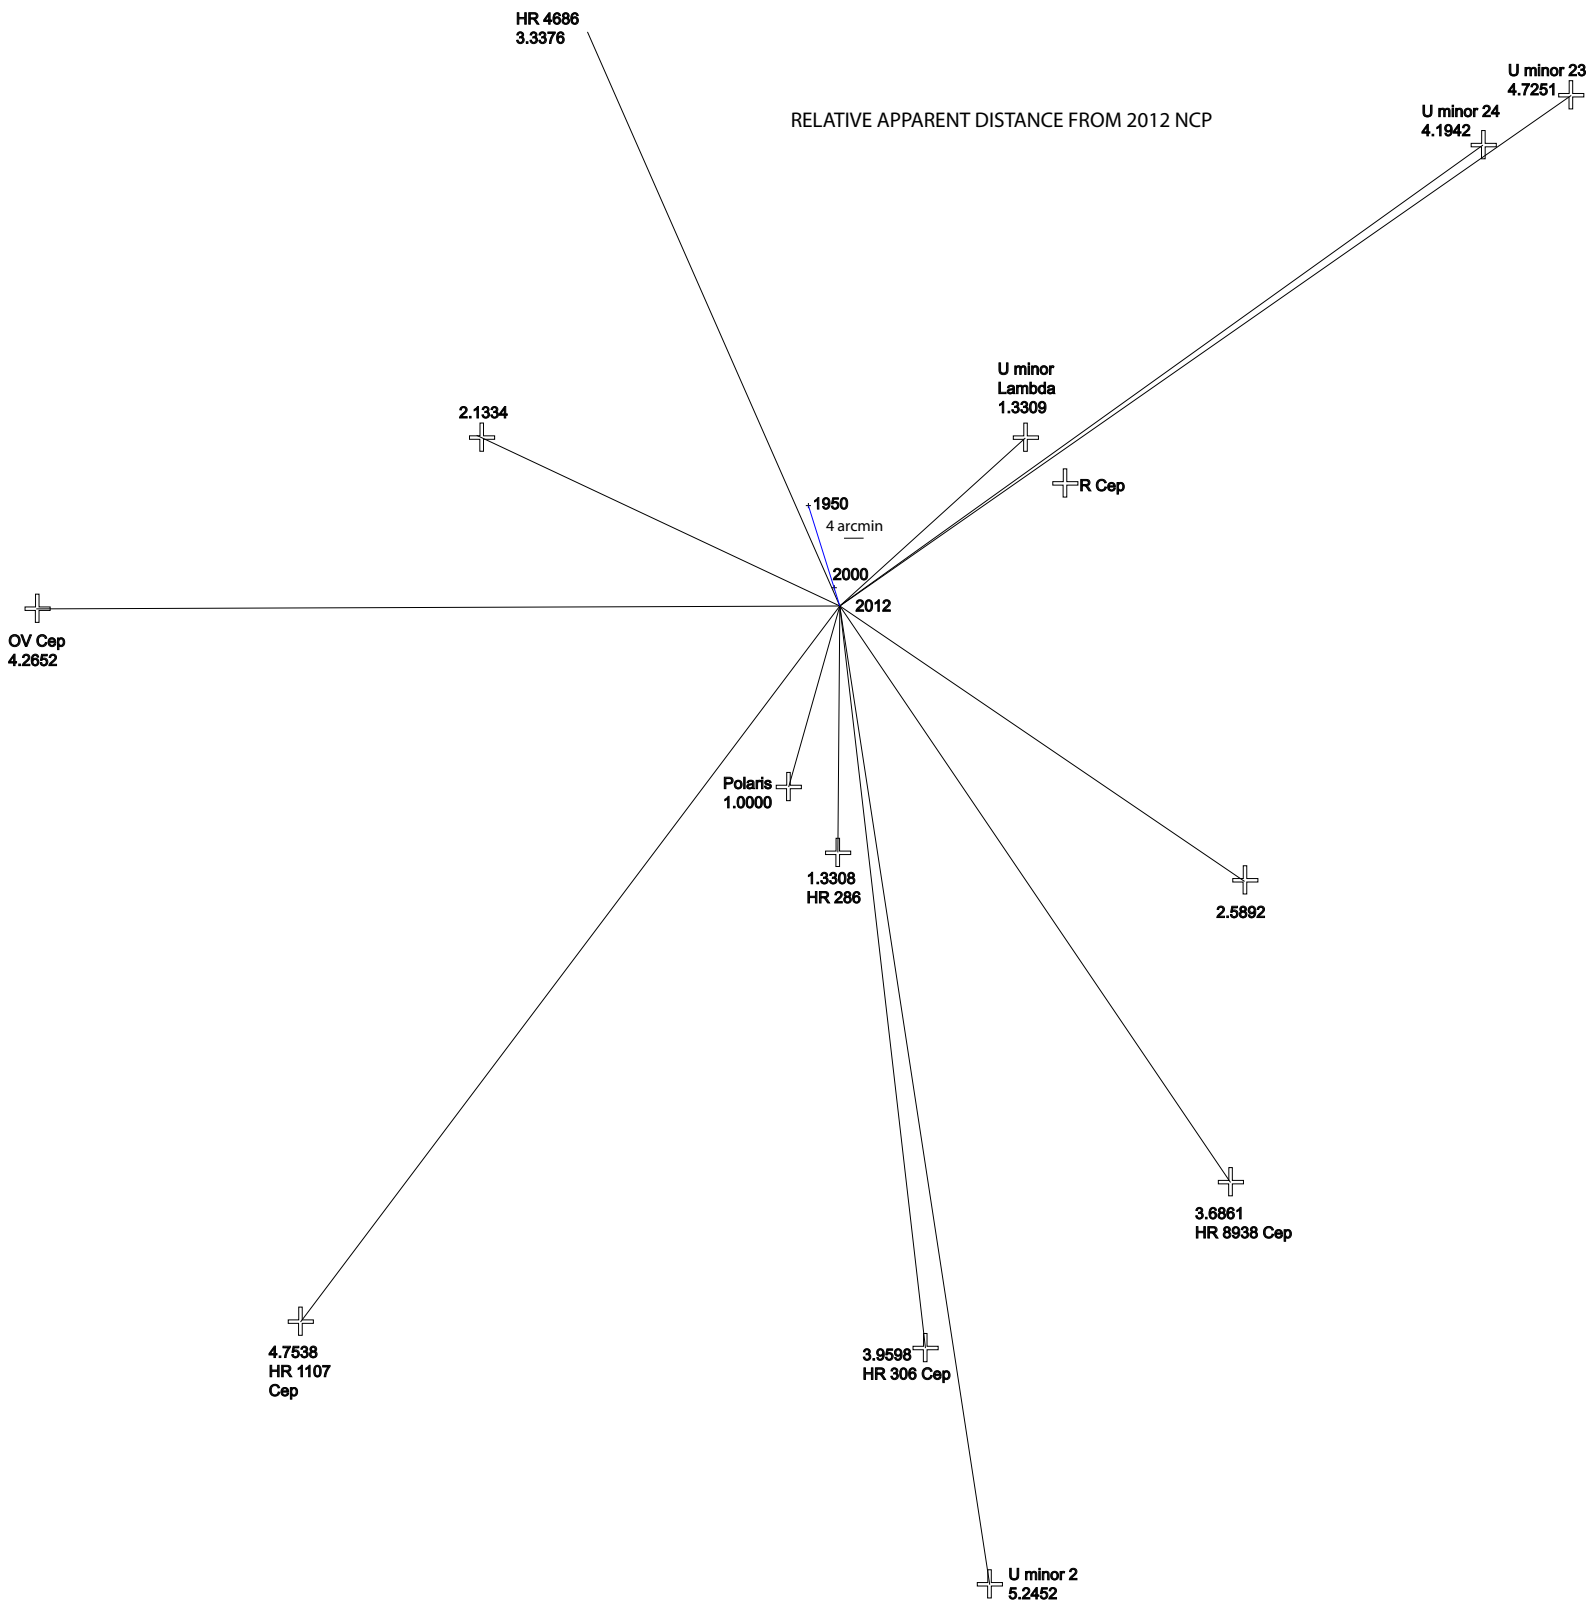 HR 4686
3.3376
U minor 23
4.7251
RELATIVE APPARENT DISTANCE FROM 2012 NCP
U minor 24
4.1942
U minor
Lambda
1.3309
2.1334
R Cep
1950
4 arcmin
2000
2012
OV Cep
4.2652
Polaris
1.0000
1.3308
HR 286
2.5892
3.6861
HR 8938 Cep
4.7538
HR 1107
Cep
3.9598
HR 306 Cep
U minor 2
5.2452